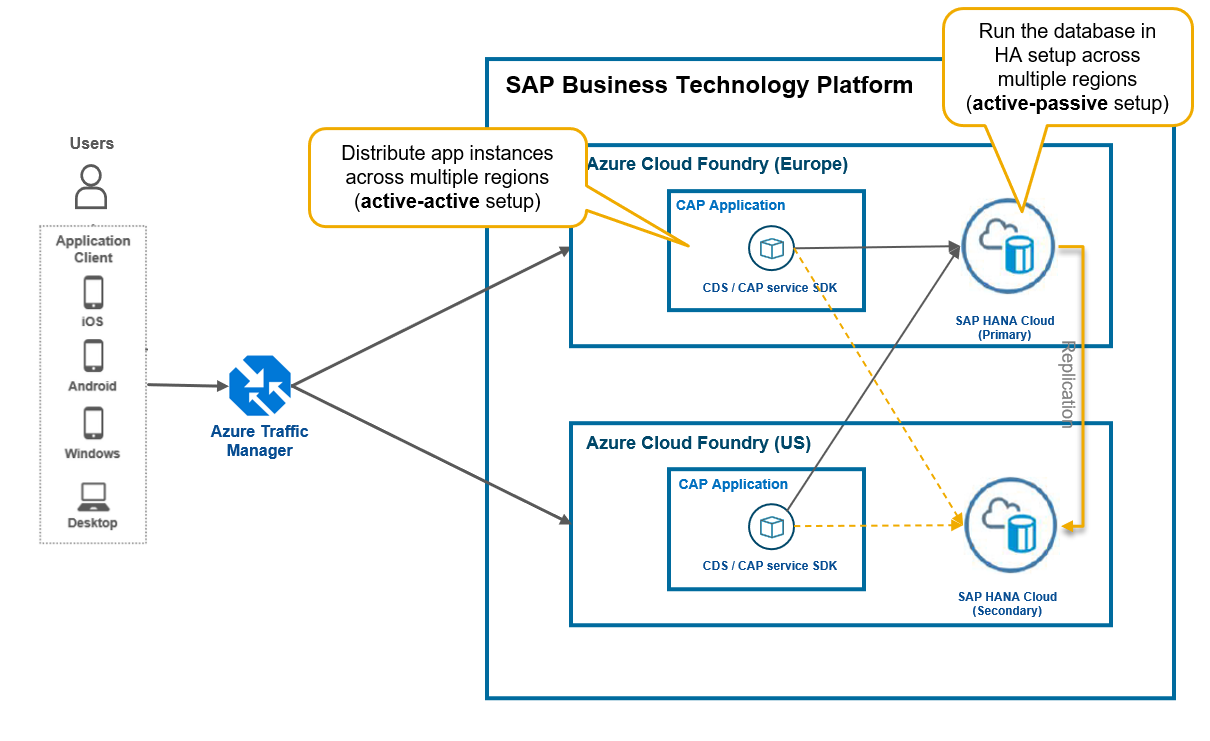 Run the database in
HA setup across
multiple regions
(active-passive setup)
SAP Business Technology Platform
Users
Distribute app instances
across multiple regions
(active-active setup)
Azure Cloud Foundry (Europe)
CAP Application
CDS / CAP service SDK
SAP HANA Cloud
(Primary)
Application
Client
iOS
Android
Windows
Desktop
Azure Traffic
Manager
Replication
Azure Cloud Foundry (US)
CAP Application
CDS / CAP service SDK
SAP HANA Cloud
(Secondary)